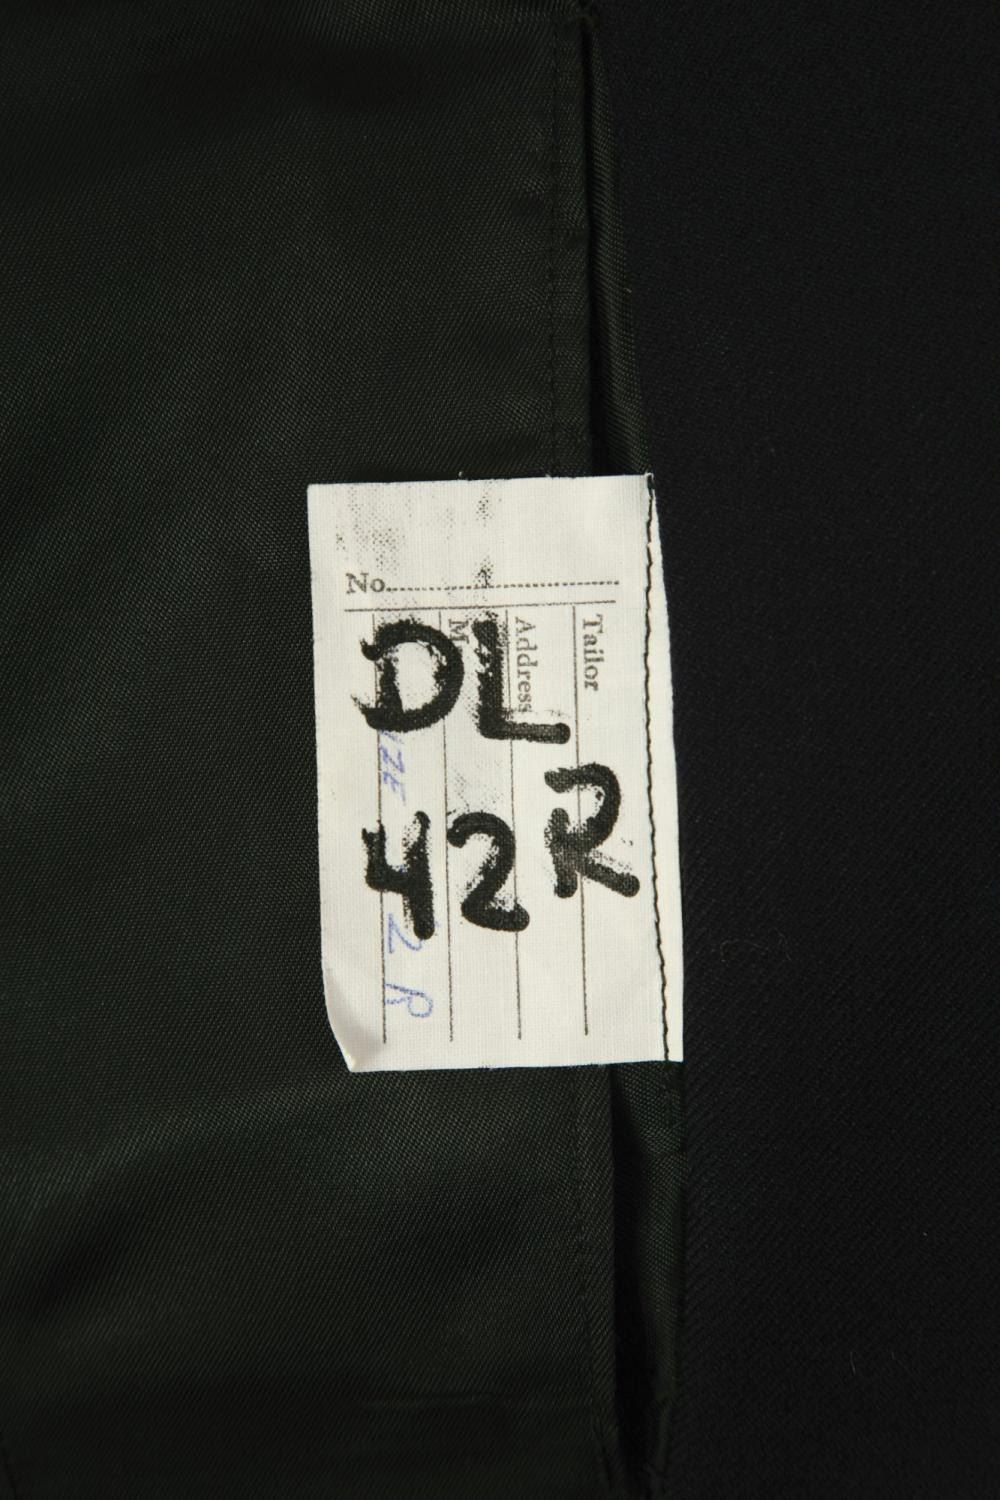 No.
Tailor
Address
DL
42R